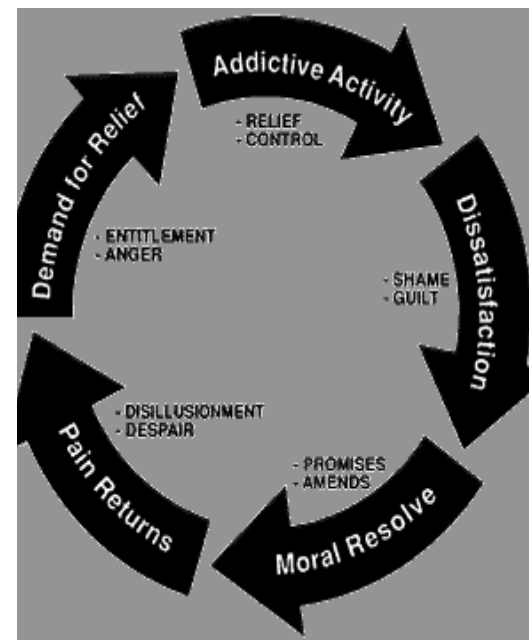 Addictive Activity
- RELIEF
- CONTROL
Dissatisfaction
- SHAME
- GUILT
Moral Resolve
- PROMISES
- AMENDS
Pain Returns
- DISILLUSIONMENT
- DESPAIR
Demand for Relief
- ENTITLEMENT
- ANGER